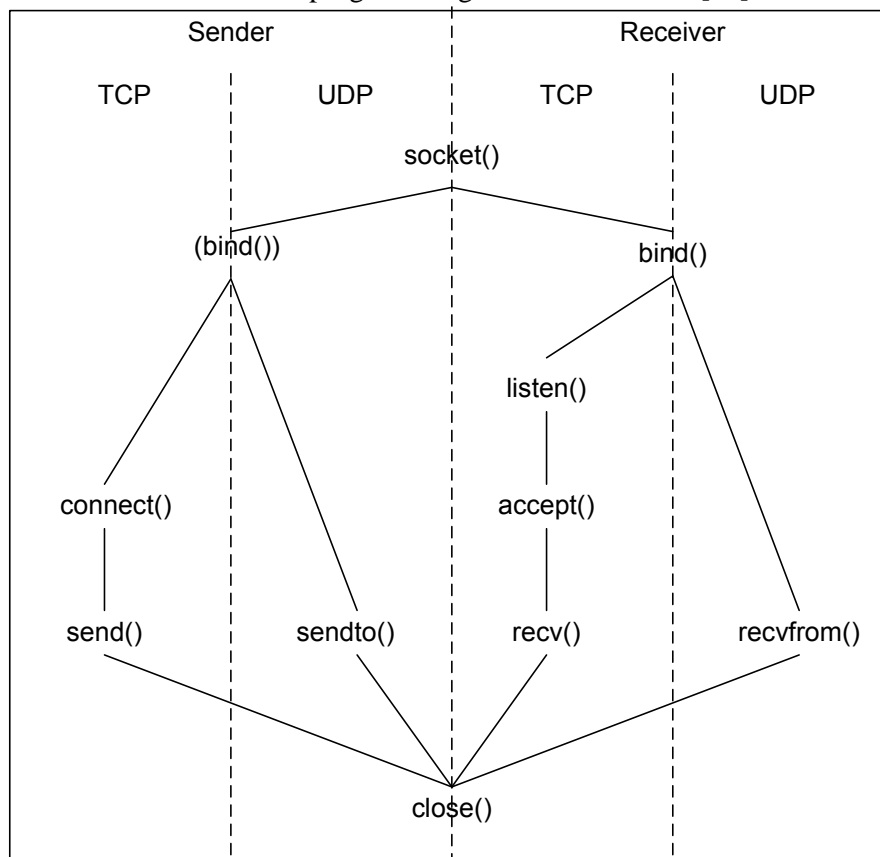 Sender Receiver
TCP UDP TCP UDP
socket()
(bind()) bind()
listen()
connect() accept()
send() sendto() recv() recvfrom()
close()